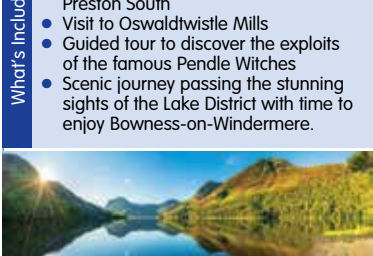 Preston South
• Visit to Oswaldtwistle Mills
• Guided tour to discover the exploits
of the famous Pendle Witches
• Scenic journey passing the stunning
sights of the Lake District with time to
enjoy Bowness-on-Windermere.
What's Includ